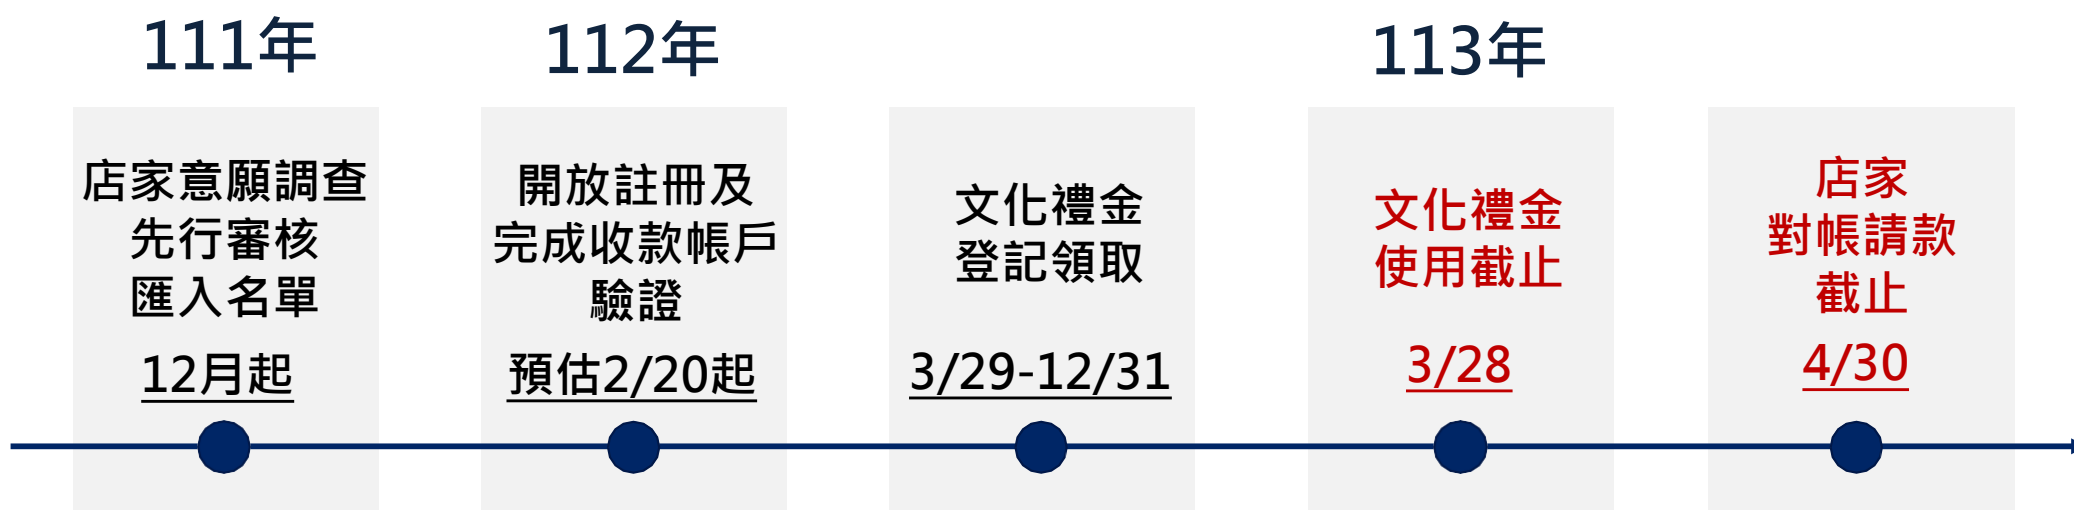 111年
店家意願調查
先行審核
匯入名單
12月起
112年
開放註冊及
完成收款帳戶
驗證
預估2/20起
文化禮金
登記領取
3/29-12/31
113年
文化禮金
使用截止
3/28
店家
對帳請款
截止
4/30